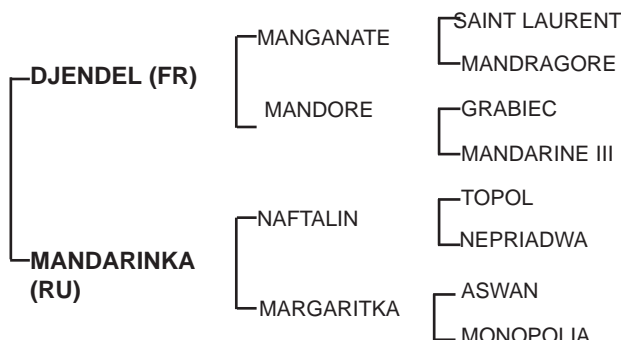 SAINT LAURENT
MANGANATE
MANDRAGORE
DJENDEL (FR)
GRABIEC
MANDORE
MANDARINE III
TOPOL
NAFTALIN
NEPRIADWA
MANDARINKA
(RU)
ASWAN
MARGARITKA
MONOPOLIA